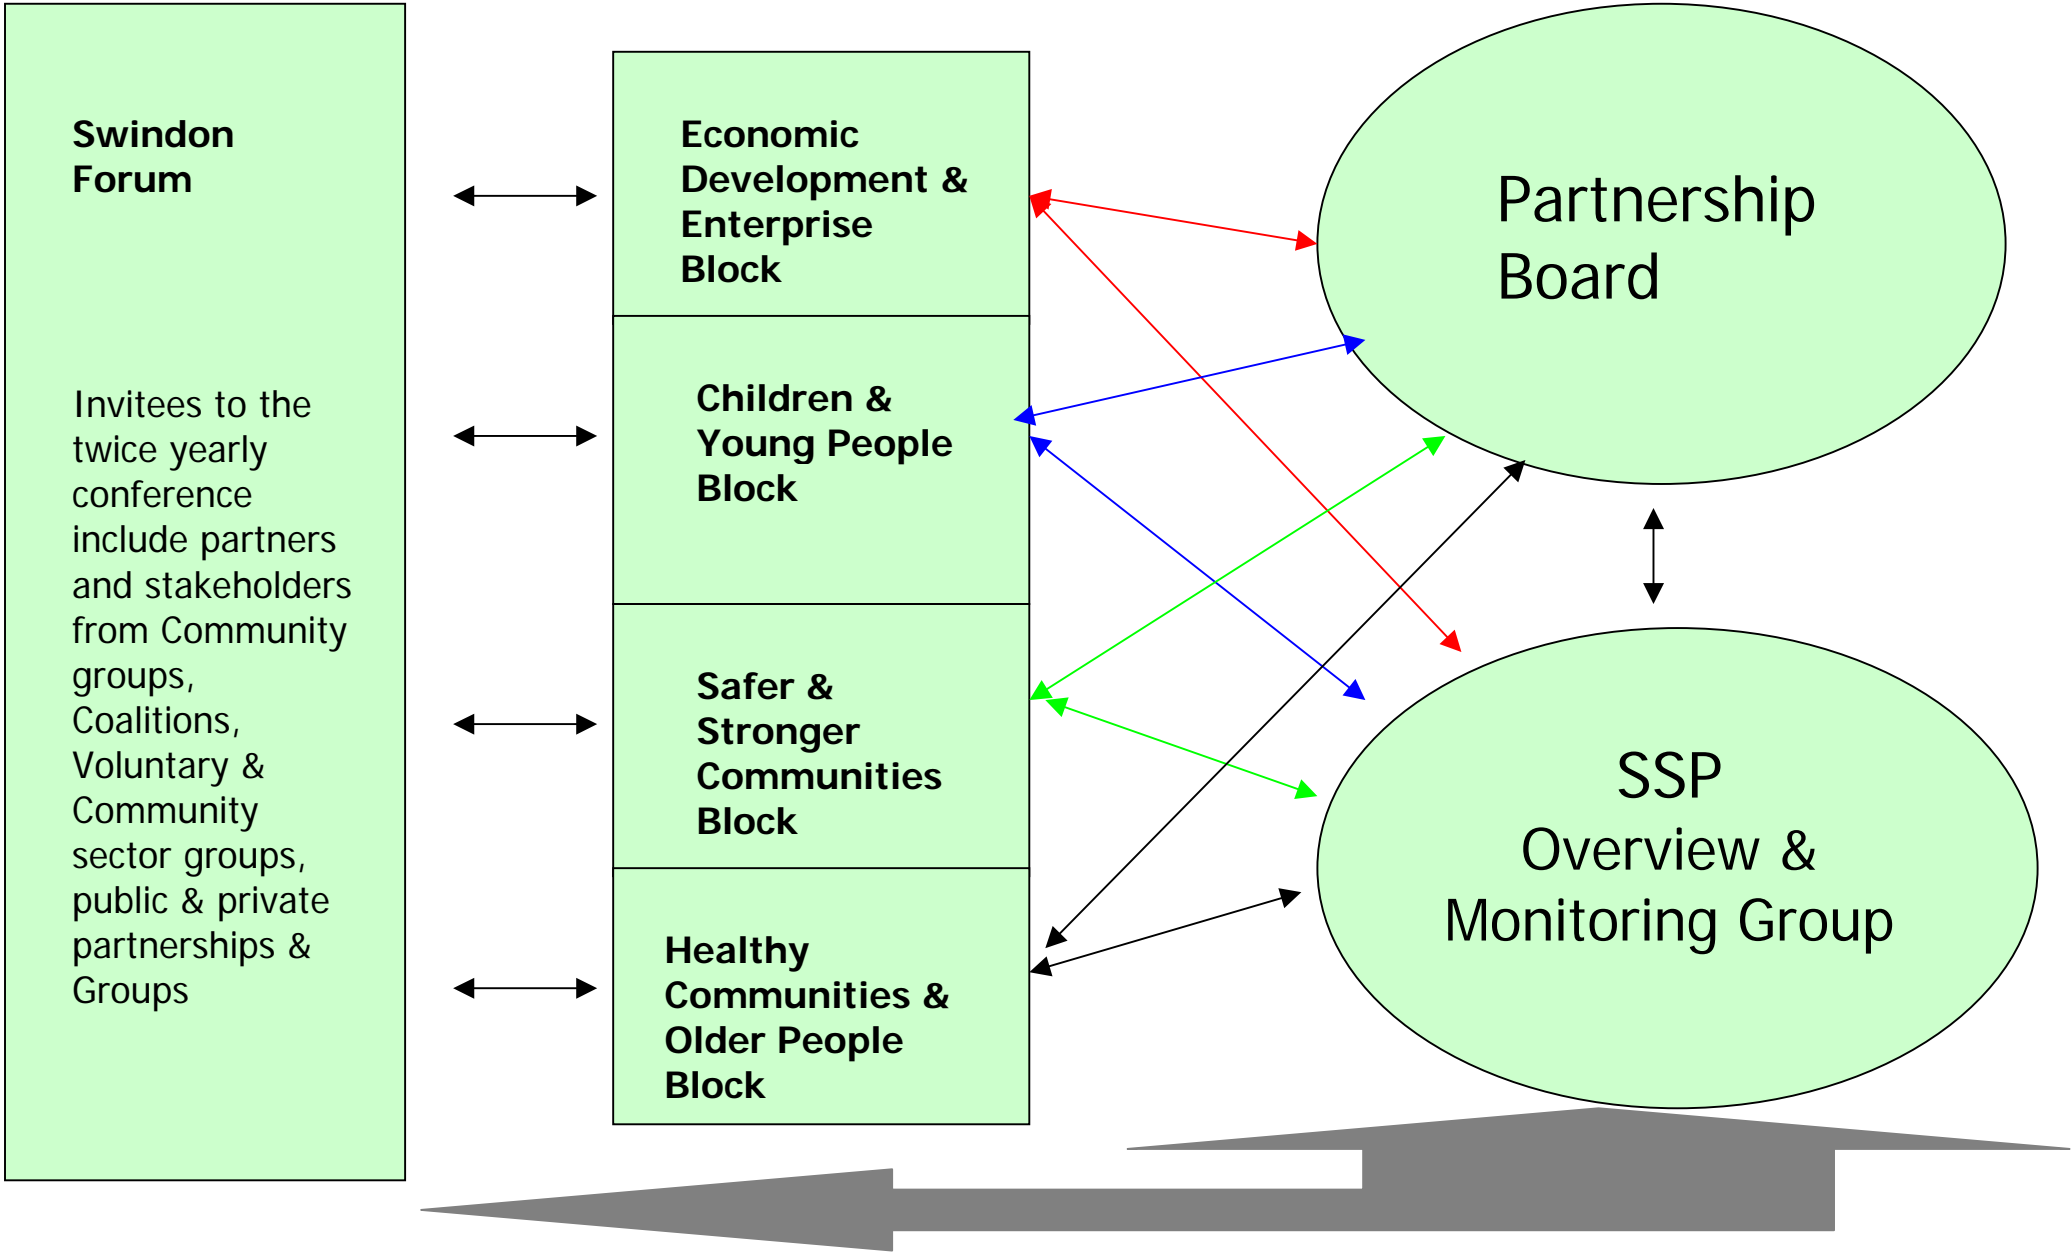 Swindon
Forum
Invitees to the
twice yearly
conference
include partners
and stakeholders
from Community
groups,
Coalitions,
Voluntary &
Community
sector groups,
public & private
partnerships &
Groups
Economic
Development &
Enterprise
Block
Children &
Young People
Block
Safer &
Stronger
Communities
Block
Healthy
Communities &
Older People
Block
Partnership
Board
SSP
Overview &
Monitoring Group